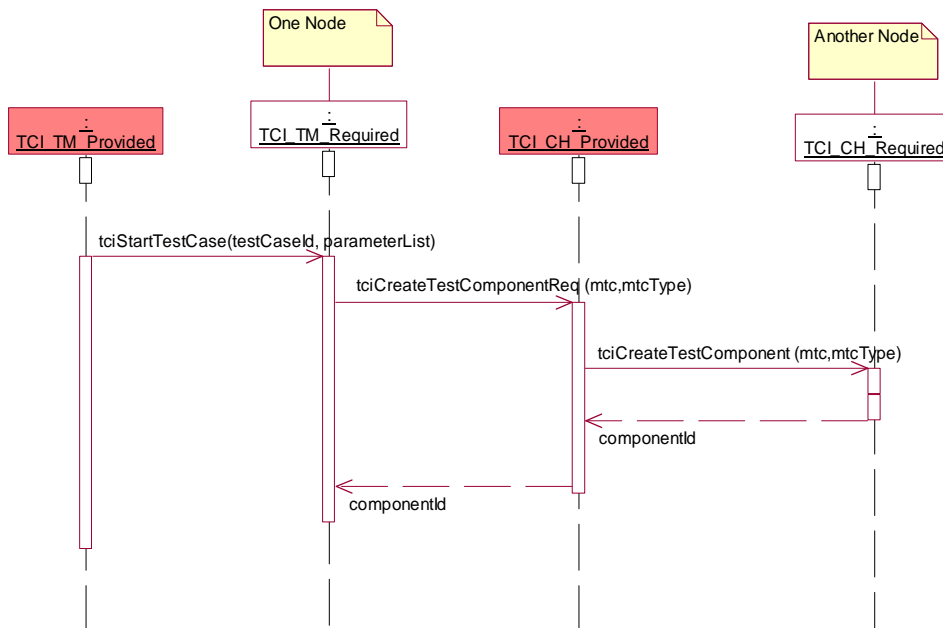 One Node
Another Node
:
TCI_TM_Provided
:
TCI_TM_Required
:
TCI_CH_Provided
:
TCI_CH_Required
tciStartTestCase(testCaseId, parameterList)
tciCreateTestComponentReq (mtc,mtcType)
tciCreateTestComponent (mtc,mtcType)
componentId
componentId